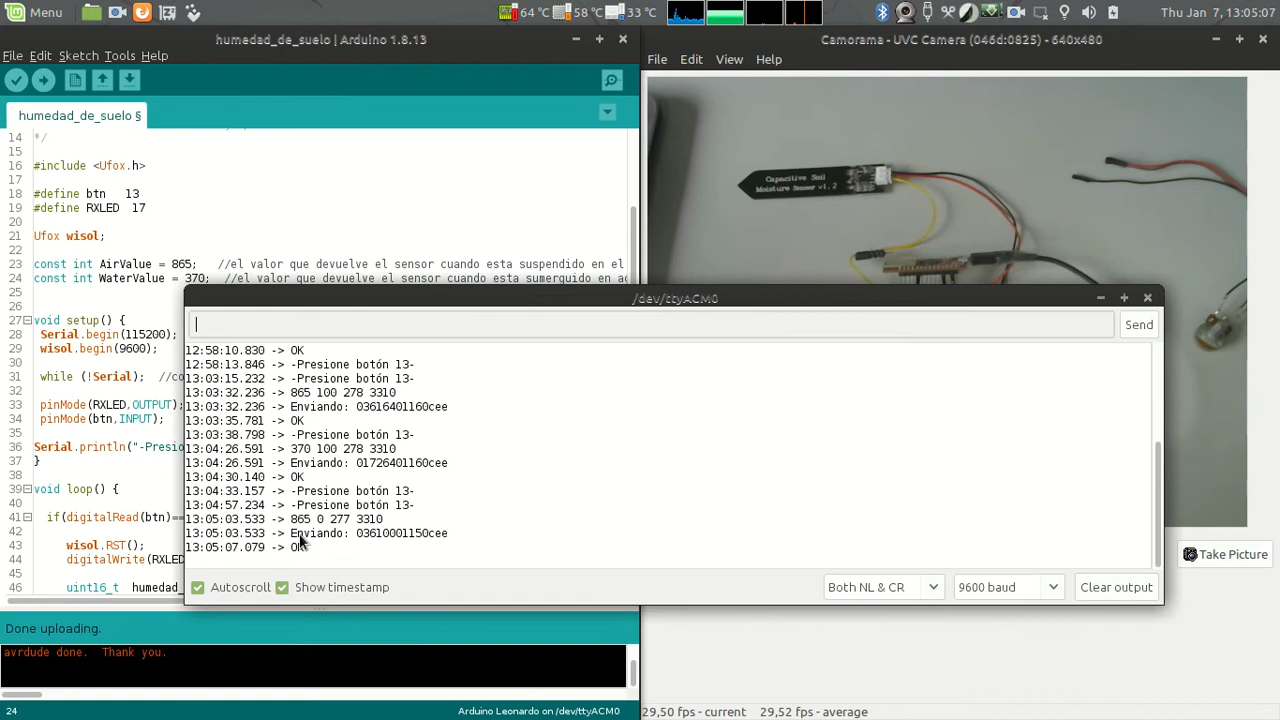 Menu
64 °C
58 °C
33 °C
Thu Jan 7, 13:05:07
humedad_de_suelo | Arduino 1.8.13
File Edit Sketch Tools Help
humedad_de_suelo §
14 */
15
16 #include <Ufox.h>
17
18 #define btn 13
19 #define RXLED 17
20
21 Ufox wisol;
22
23 const int AirValue = 865; //el valor que devuelve el sensor cuando esta suspendido en el
24 const int WaterValue = 370; //el valor que devuelve el sensor cuando esta sumerquido en
25
26
27 void setup() {
28 Serial.begin(115200);
29 wisol.begin(9600);
30
31 while (!Serial);
32
33 pinMode(RXLED,OUTPUT);
34 pinMode(btn,INPUT);
35
36 Serial.println("-Presio
37 }
38
39 void loop() {
40
41 if(digitalRead(btn)==
42
43 wisol.RST();
44 digitalWrite(RXLED
45
46 uint16_t humedad_
Done uploading.
avrdude done. Thank you.
24
Arduino Leonardo on /dev/ttyACM0
Camorama - UVC Camera (046d:0825) - 640x480
File Edit View Help
Capacitive Soil
Moisture Sensor v1.2
Take Picture
29,50 fps - current 29,52 fps - average
/dev/ttyACM0
Send
12:58:10.830 -> OK
12:58:13.846 -> -Presione botón 13-
13:03:15.232 -> -Presione botón 13-
13:03:32.236 -> 865 100 278 3310
13:03:32.236 -> Enviando: 03616401160cee
13:03:35.781 -> OK
13:03:38.798 -> -Presione botón 13-
13:04:26.591 -> 370 100 278 3310
13:04:26.591 -> Enviando: 01726401160cee
13:04:30.140 -> OK
13:04:33.157 -> -Presione botón 13-
13:04:57.234 -> -Presione botón 13-
13:05:03.533 -> 865 0 277 3310
13:05:03.533 -> Enviando: 03610001150cee
13:05:07.079 -> OK
Autoscroll
Show timestamp
Both NL & CR
9600 baud
Clear output